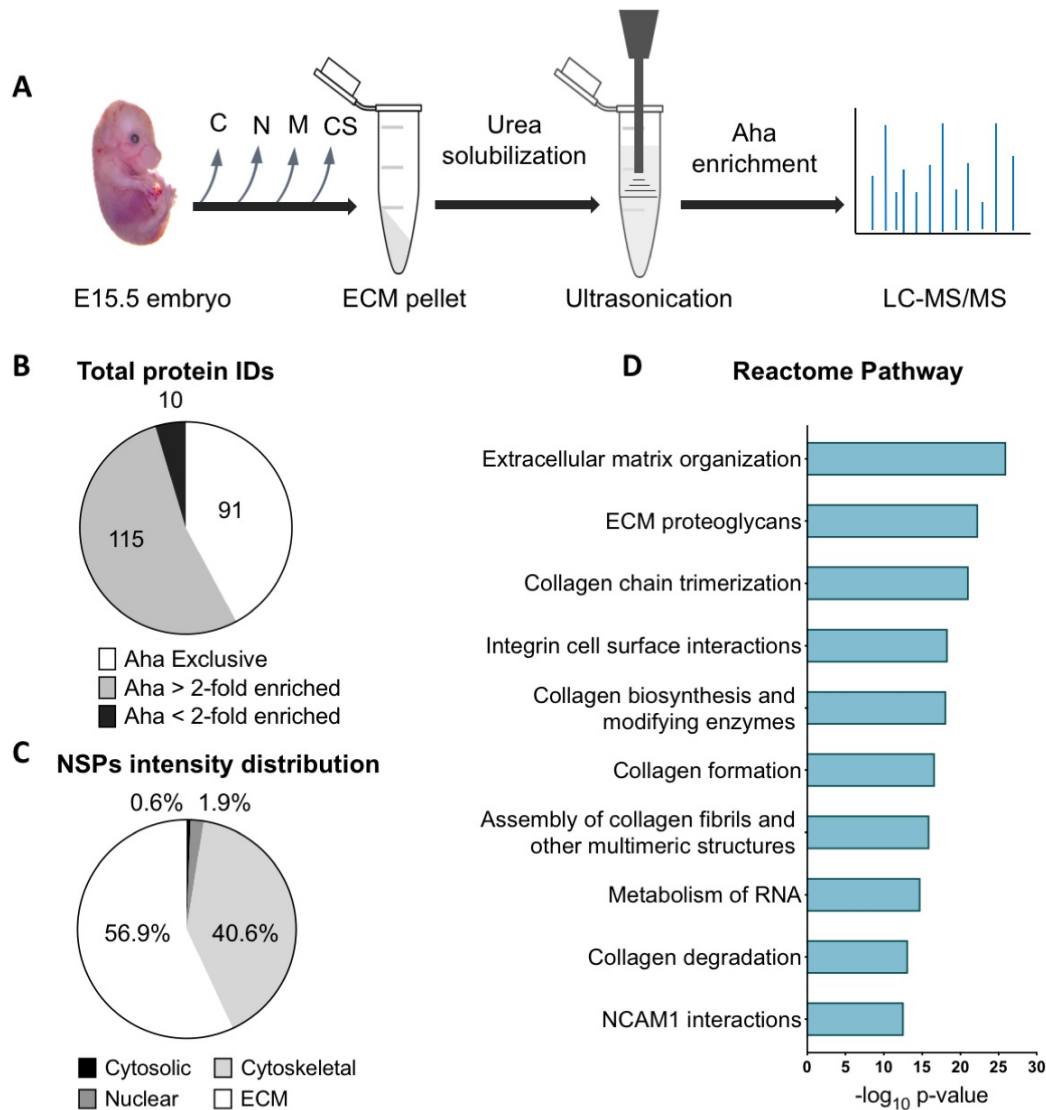 A
C N M CS
Urea
solubilization
Aha
enrichment
E15.5 embryo
ECM pellet
Ultrasonication
LC-MS/MS
B
Total protein IDs
10
91
115
Aha Exclusive
Aha > 2-fold enriched
Aha < 2-fold enriched
C
NSPs intensity distribution
0.6% 1.9%
56.9%
40.6%
Cytosolic
Cytoskeletal
Nuclear
ECM
D
Reactome Pathway
Extracellular matrix organization
ECM proteoglycans
Collagen chain trimerization
Integrin cell surface interactions
Collagen biosynthesis and
modifying enzymes
Collagen formation
Assembly of collagen fibrils and
other multimeric structures
Metabolism of RNA
Collagen degradation
NCAM1 interactions
0 5 10 15 20 25 30
-log10 p-value